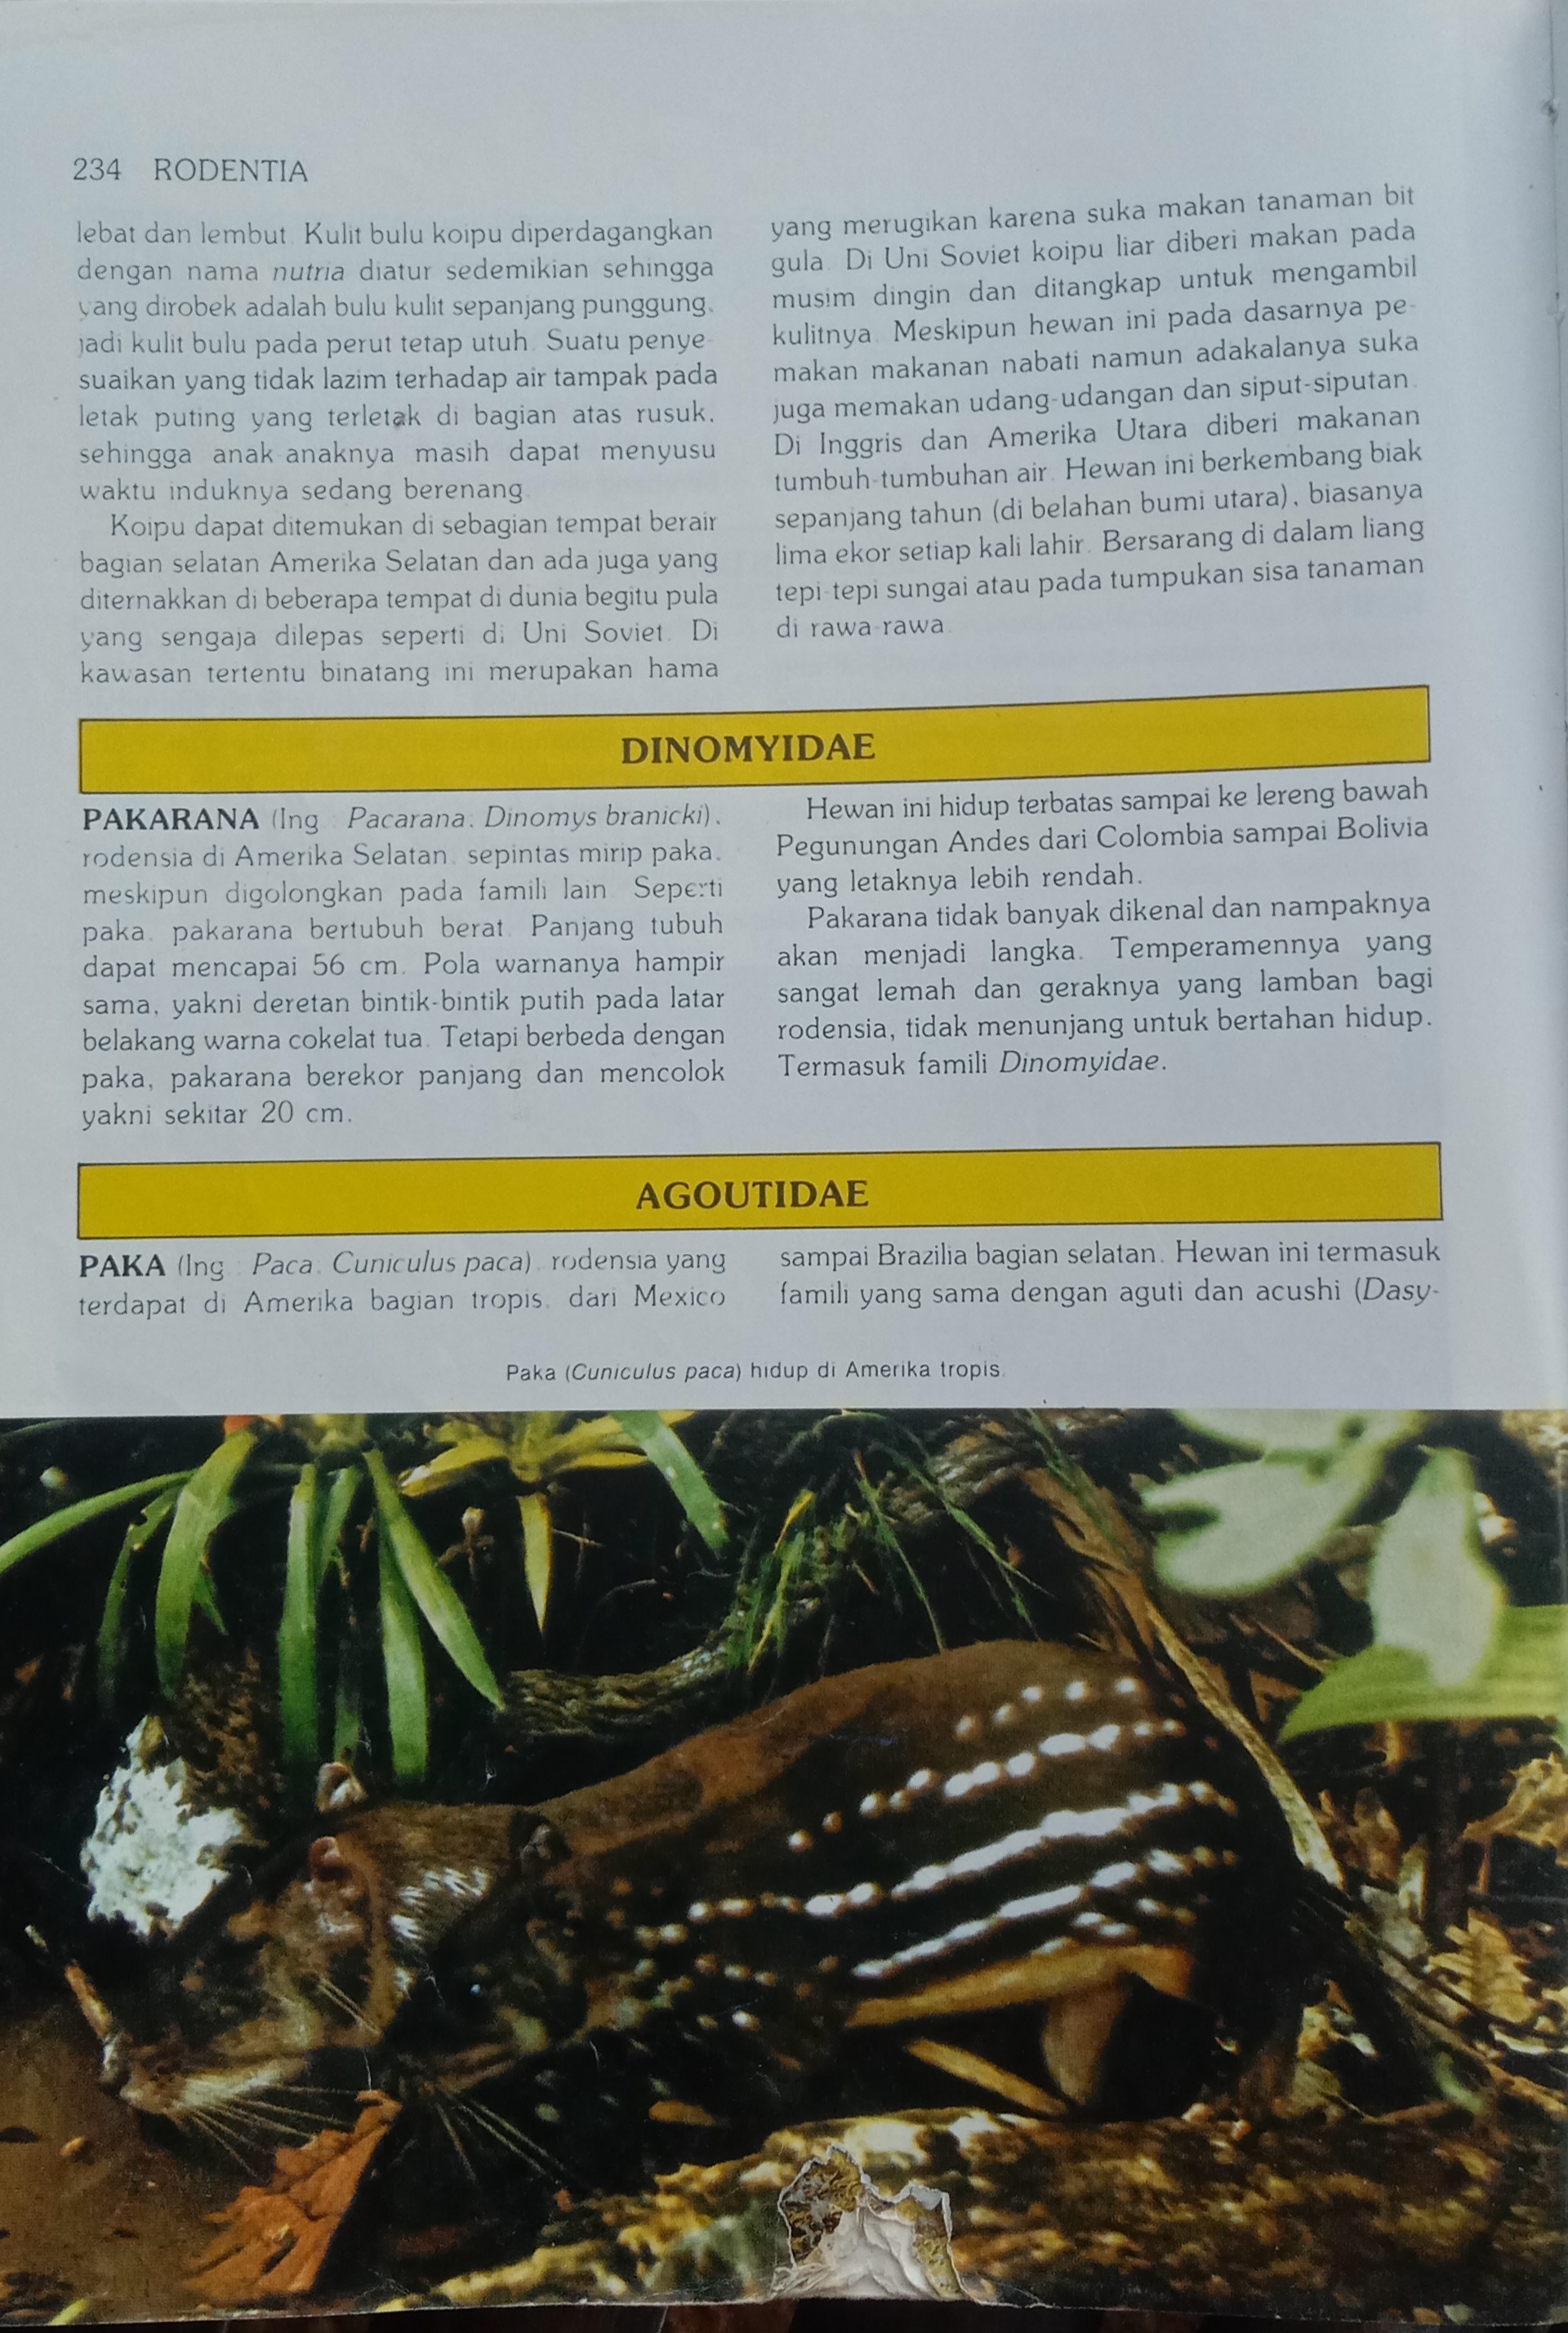 234 RODENTIA
lebat dan lembut. Kulit bulu koipu diperdagangkan
dengan nama nutria diatur sedemikian sehingga
yang dirobek adalah bulu kulit sepanjang punggung,
jadi kulit bulu pada perut tetap utuh. Suatu penye-
suaikan yang tidak lazim terhadap air tampak pada
letak puting yang terletak di bagian atas rusuk,
sehingga anak-anaknya masih dapat menyusu
waktu induknya sedang berenang.
Koipu dapat ditemukan di sebagian tempat berair
bagian selatan Amerika Selatan dan ada juga yang
diternakkan di beberapa tempat di dunia begitu pula
yang sengaja dilepas seperti di Uni Soviet. Di
kawasan tertentu binatang ini merupakan hama
yang merugikan karena suka makan tanaman bit
gula. Di Uni Soviet koipu liar diberi makan pada
musim dingin dan ditangkap untuk mengambil
kulitnya. Meskipun hewan ini pada dasarnya pe-
makan makanan nabati namun adakalanya suka
juga memakan udang-udangan dan siput-siputan.
Di Inggris dan Amerika Utara diberi makanan
tumbuh-tumbuhan air. Hewan ini berkembang biak
sepanjang tahun (di belahan bumi utara), biasanya
lima ekor setiap kali lahir. Bersarang di dalam liang
tepi-tepi sungai atau pada tumpukan sisa tanaman
di rawa-rawa.
DINOMYIDAE
PAKARANA (Ing.: Pacarana, Dinomys branicki),
rodensia di Amerika Selatan, sepintas mirip paka,
meskipun digolongkan pada famili lain. Seperti
paka, pakarana bertubuh berat. Panjang tubuh
dapat mencapai 56 cm. Pola warnanya hampir
sama, yakni deretan bintik-bintik putih pada latar
belakang warna cokelat tua. Tetapi berbeda dengan
paka, pakarana berekor panjang dan mencolok
yakni sekitar 20 cm.
Hewan ini hidup terbatas sampai ke lereng bawah
Pegunungan Andes dari Colombia sampai Bolivia
yang letaknya lebih rendah.
Pakarana tidak banyak dikenal dan nampaknya
akan menjadi langka. Temperamennya yang
sangat lemah dan geraknya yang lamban bagi
rodensia, tidak menunjang untuk bertahan hidup.
Termasuk famili Dinomyidae.
AGOUTIDAE
PAKA (Ing.: Paca, Cuniculus paca), rodensia yang
terdapat di Amerika bagian tropis, dari Mexico
sampai Brazilia bagian selatan. Hewan ini termasuk
famili yang sama dengan aguti dan acushi (Dasy-
Paka (Cuniculus paca) hidup di Amerika tropis.